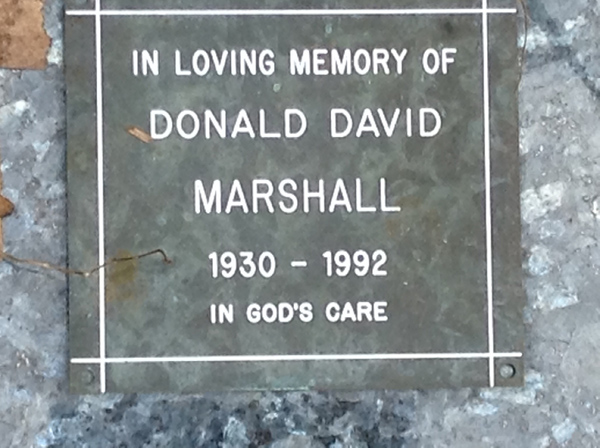 IN LOVING MEMORY OF
DONALD DAVID
MARSHALL
1930 - 1992
IN GOD'S CARE